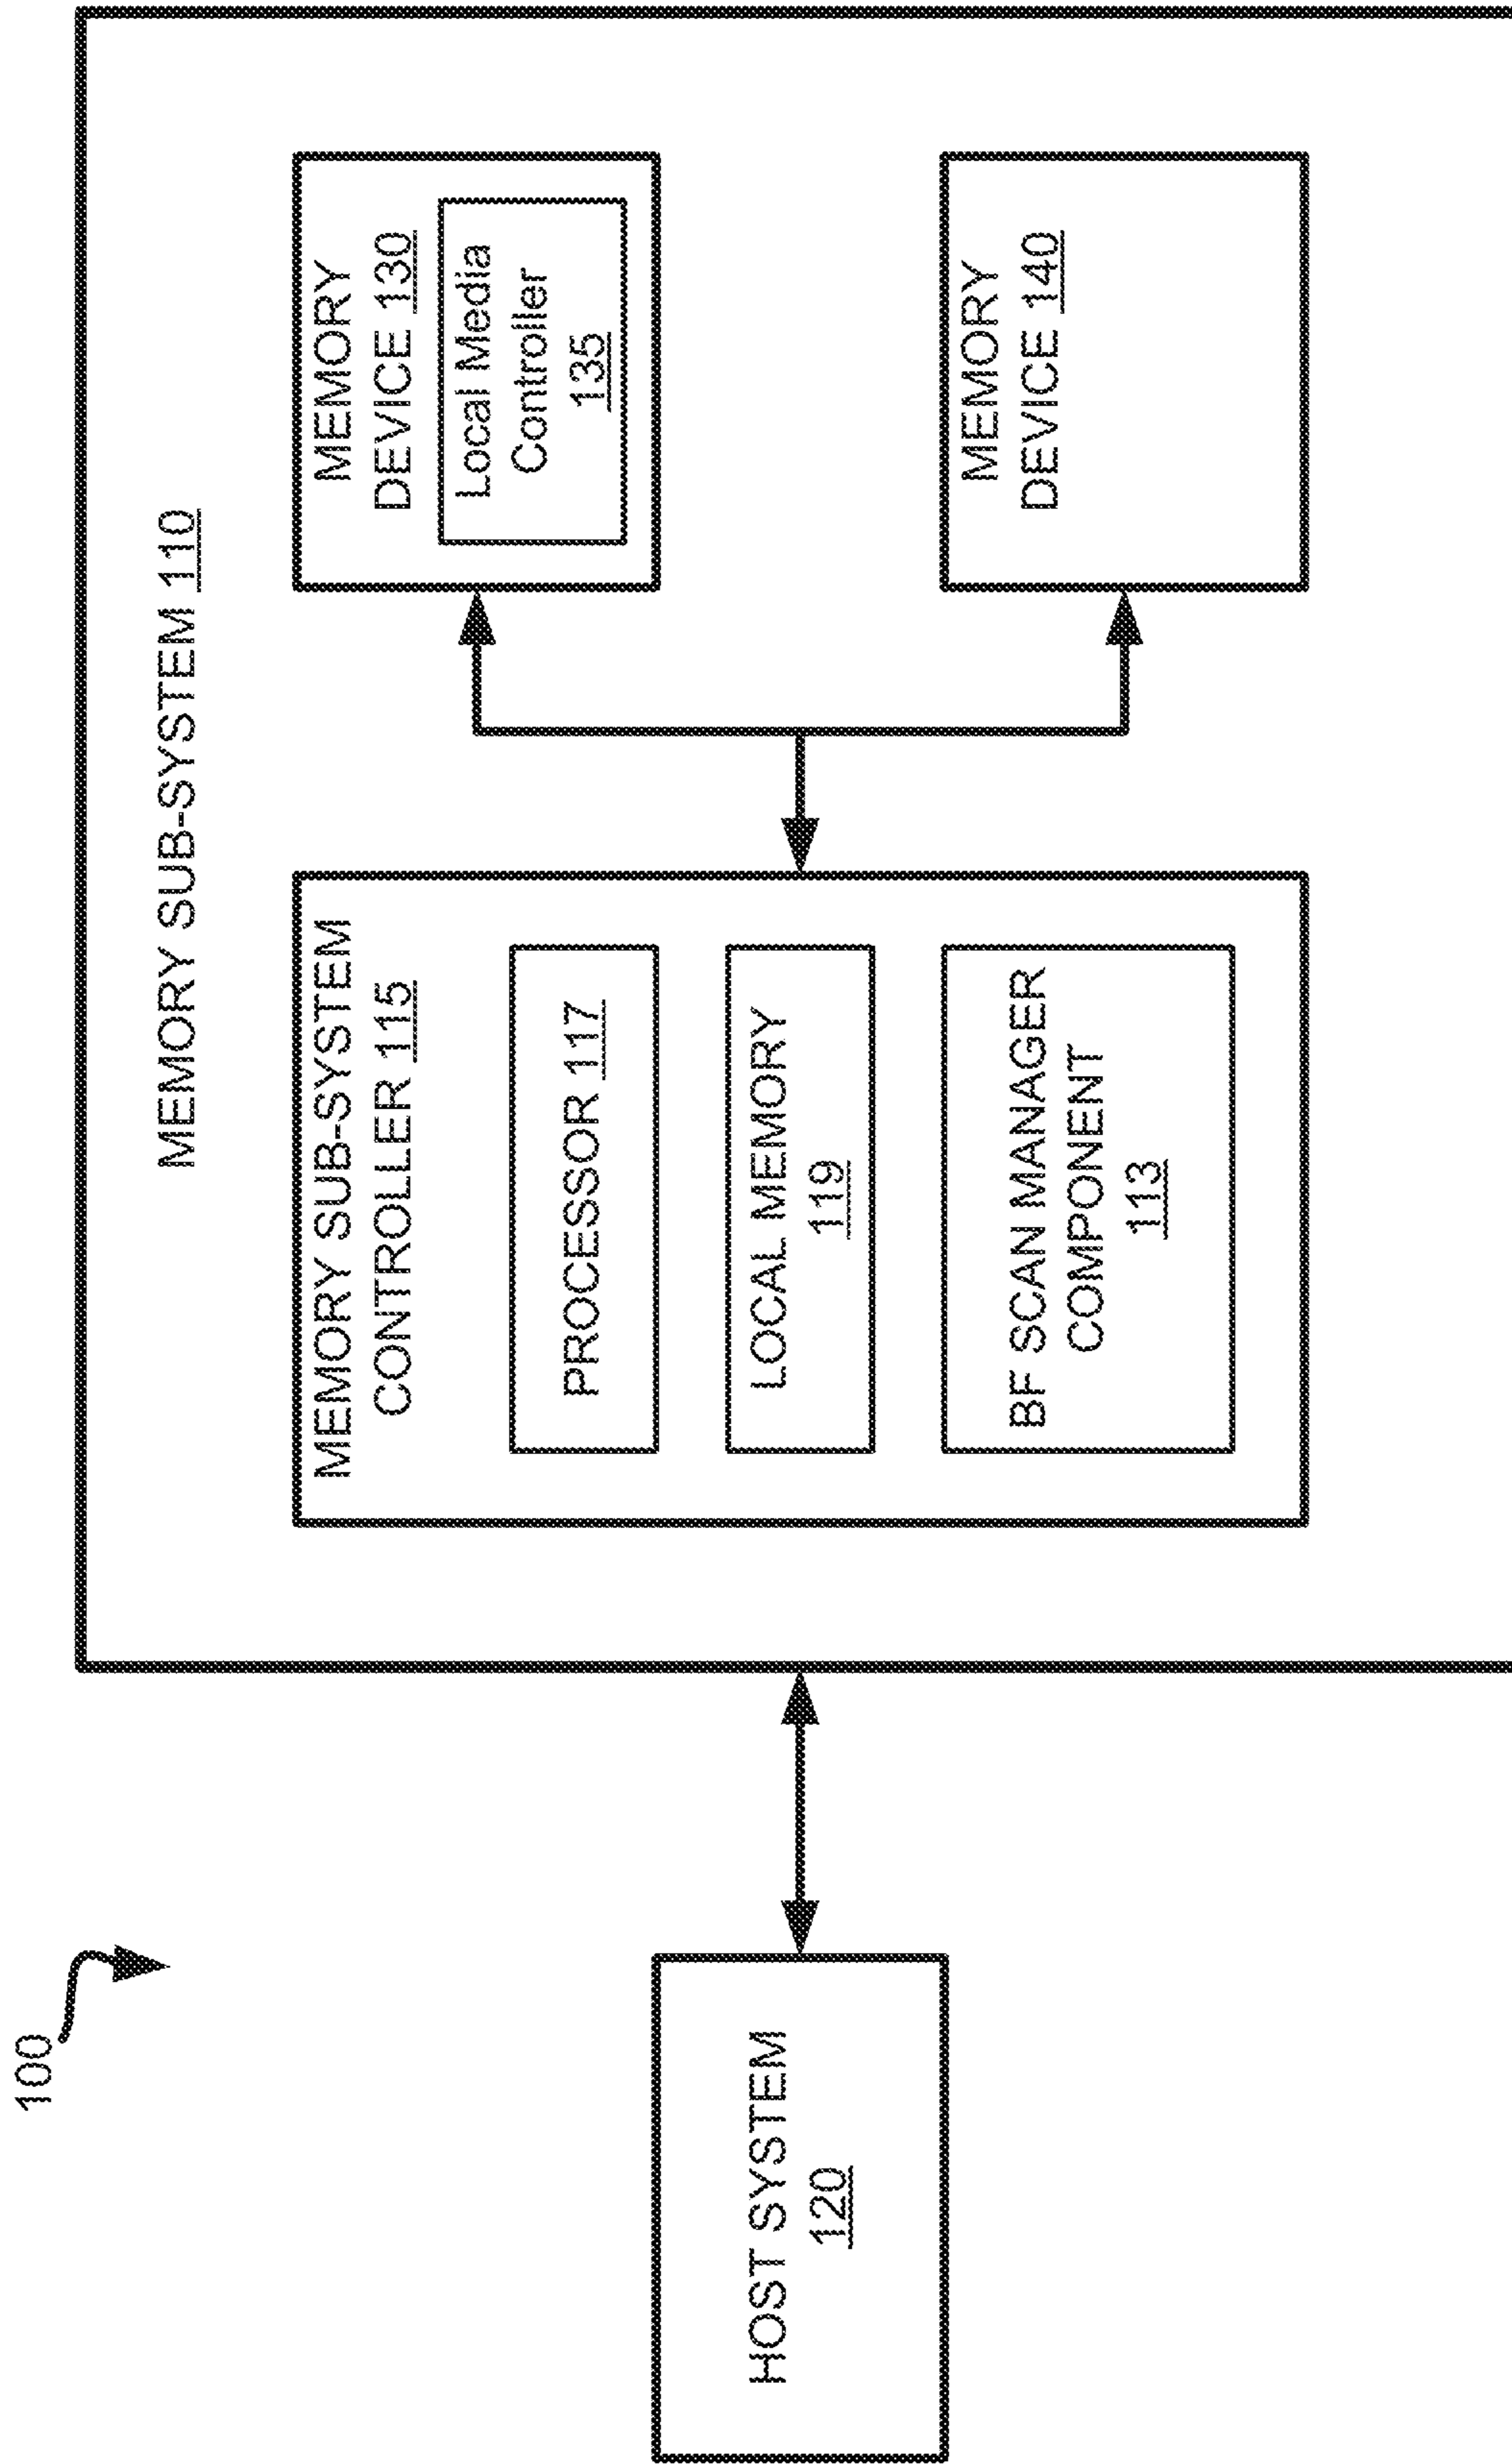 100
MEMORY SUB-SYSTEM 110
HOST SYSTEM
120
MEMORY SUB-SYSTEM
CONTROLLER 115
PROCESSOR 117
LOCAL MEMORY
119
BF SCAN MANAGER
COMPONENT
113
MEMORY
DEVICE 130
Local Media
Controller
135
MEMORY
DEVICE 140